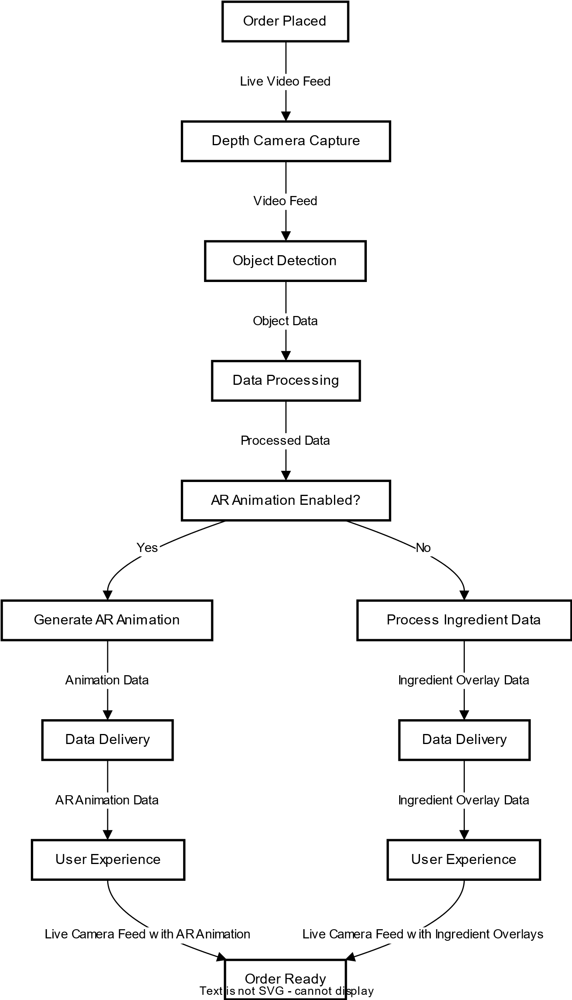 Order Placed
Live Video Feed
Depth Camera Capture
Video Feed
Object Detection
Object Data
Data Processing
Processed Data
AR Animation Enabled?
Yes
No
Generate AR Animation
Process Ingredient Data
Animation Data
Ingredient Overlay Data
Data Delivery
Data Delivery
AR Animation Data
Ingredient Overlay Data
User Experience
User Experience
Live Camera Feed with AR Animation
Live Camera Feed with Ingredient Overlays
Order Ready
Text is not SVG - cannot display